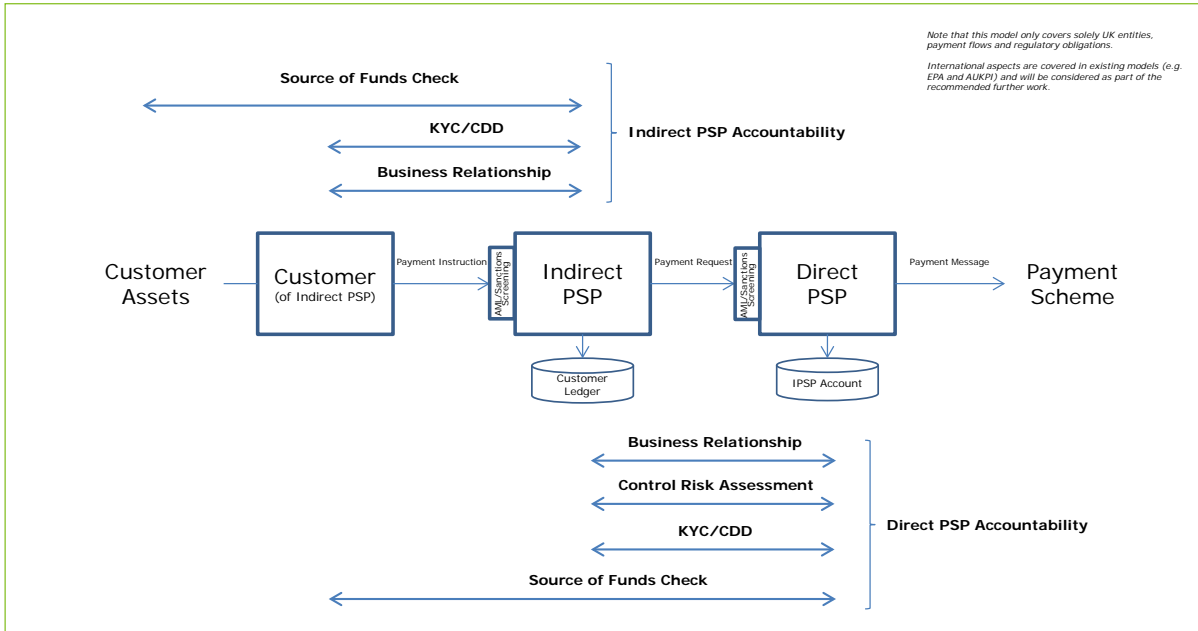 Note that this model only covers solely UK entities,
payment flows and regulatory obligations.
International aspects are covered in existing models (e.g.
EPA and AUKPI) and will be considered as part of the
recommended further work.
Source of Funds Check
KYC/CDD
Indirect PSP Accountability
Business Relationship
Customer
Assets
Customer
(of Indirect PSP)
Payment Instruction
AML/Sanctions
Screening
Indirect
PSP
Payment Request
AML/Sanctions
Screening
Direct
PSP
Payment Message
Payment
Scheme
Customer
Ledger
IPSP Account
Business Relationship
Control Risk Assessment
Direct PSP Accountability
KYC/CDD
Source of Funds Check